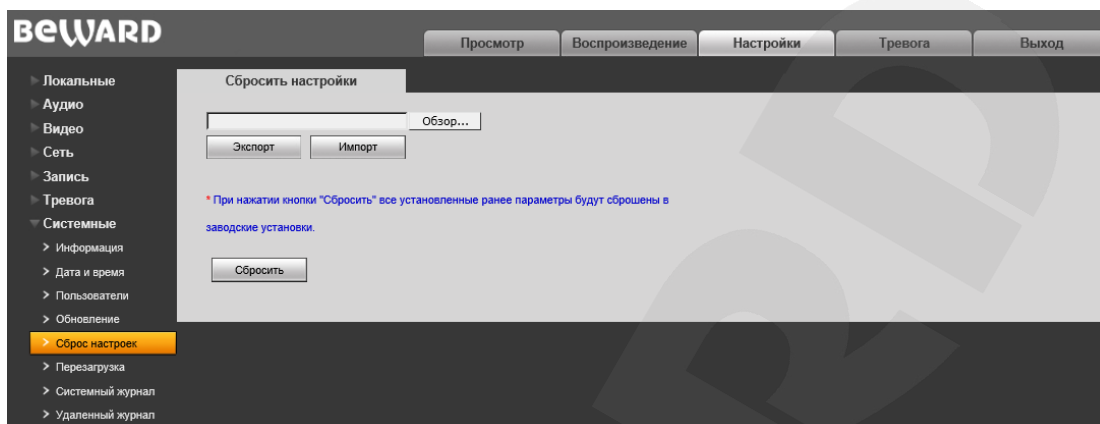 BEWARD
Просмотр
Воспроизведение
Настройки
Тревога
Выход
Локальные
Аудио
Видео
Сеть
Запись
Тревога
Системные
Информация
Дата и время
Пользователи
Обновление
Сброс настроек
Перезагрузка
Системный журнал
Удаленный журнал
Сбросить настройки
Обзор...
Экспорт
Импорт
* При нажатии кнопки "Сбросить" все установленные ранее параметры будут сброшены в
заводские установки.
Сбросить